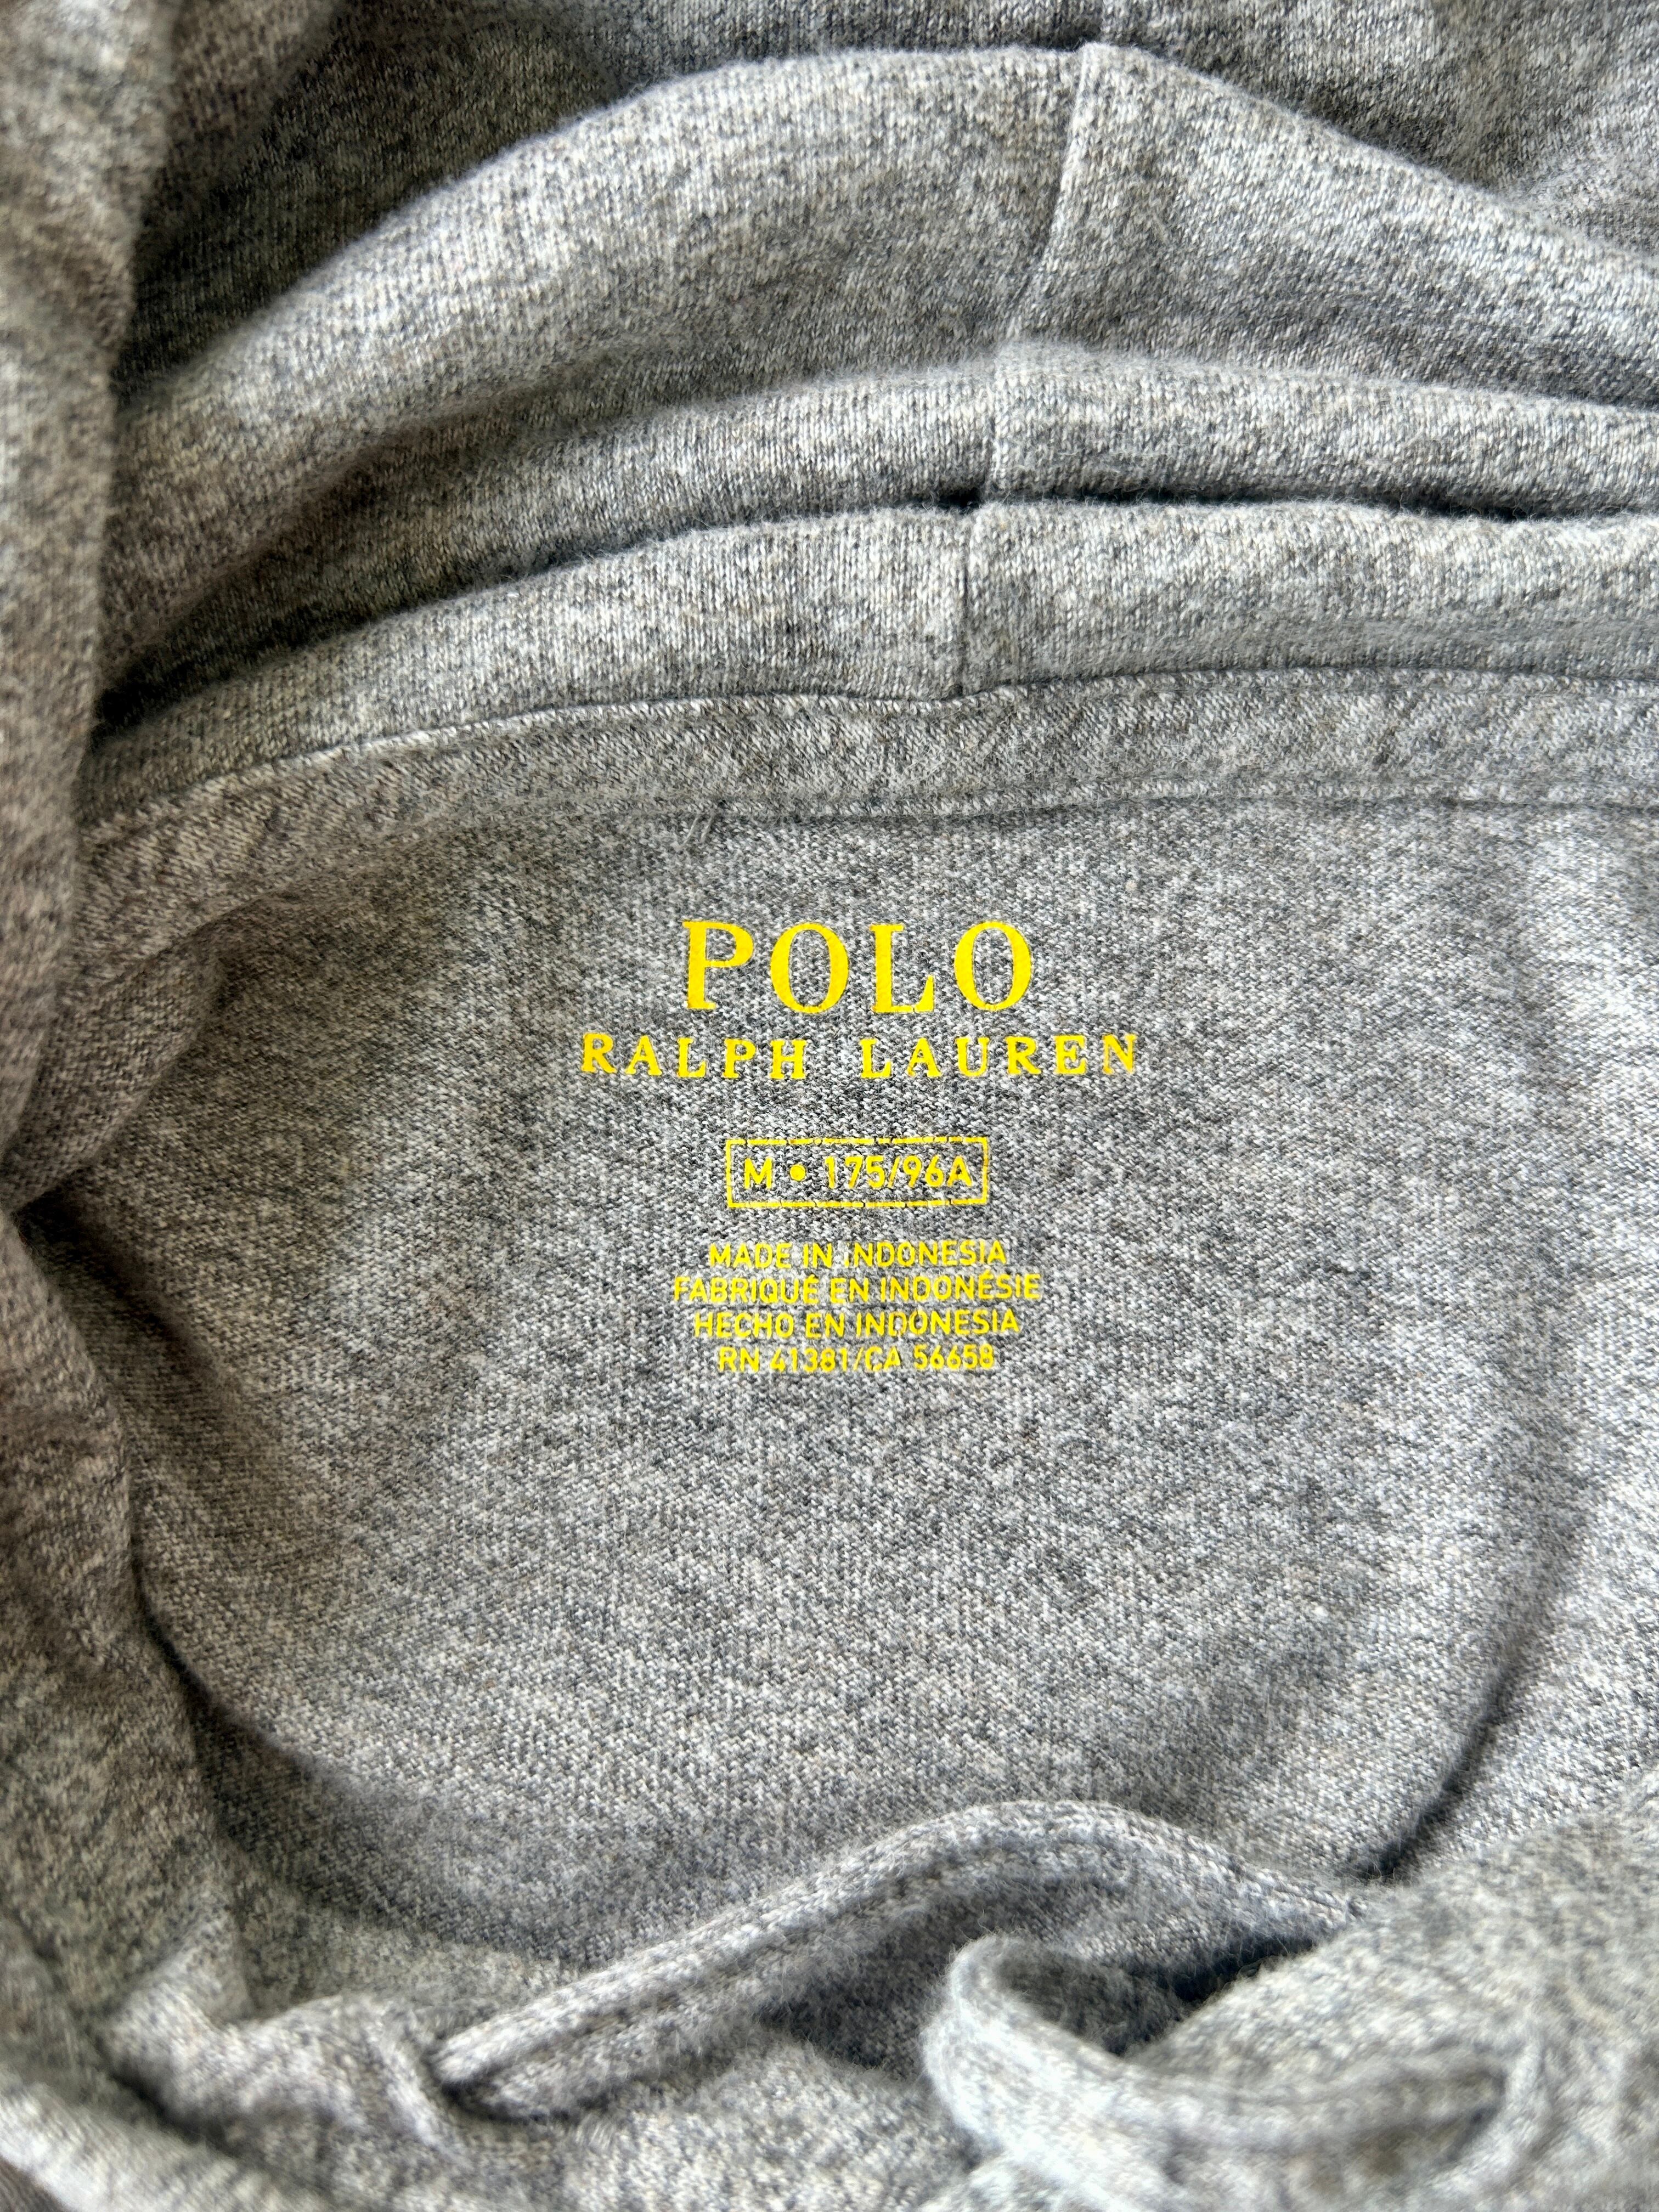 POLO
RALPH LAUREN
M • 175/96A
MADE IN INDONESIA
FABRIQUÉ EN INDONÉSIE
HECHO EN INDONESIA
RN 41381/CA 56658